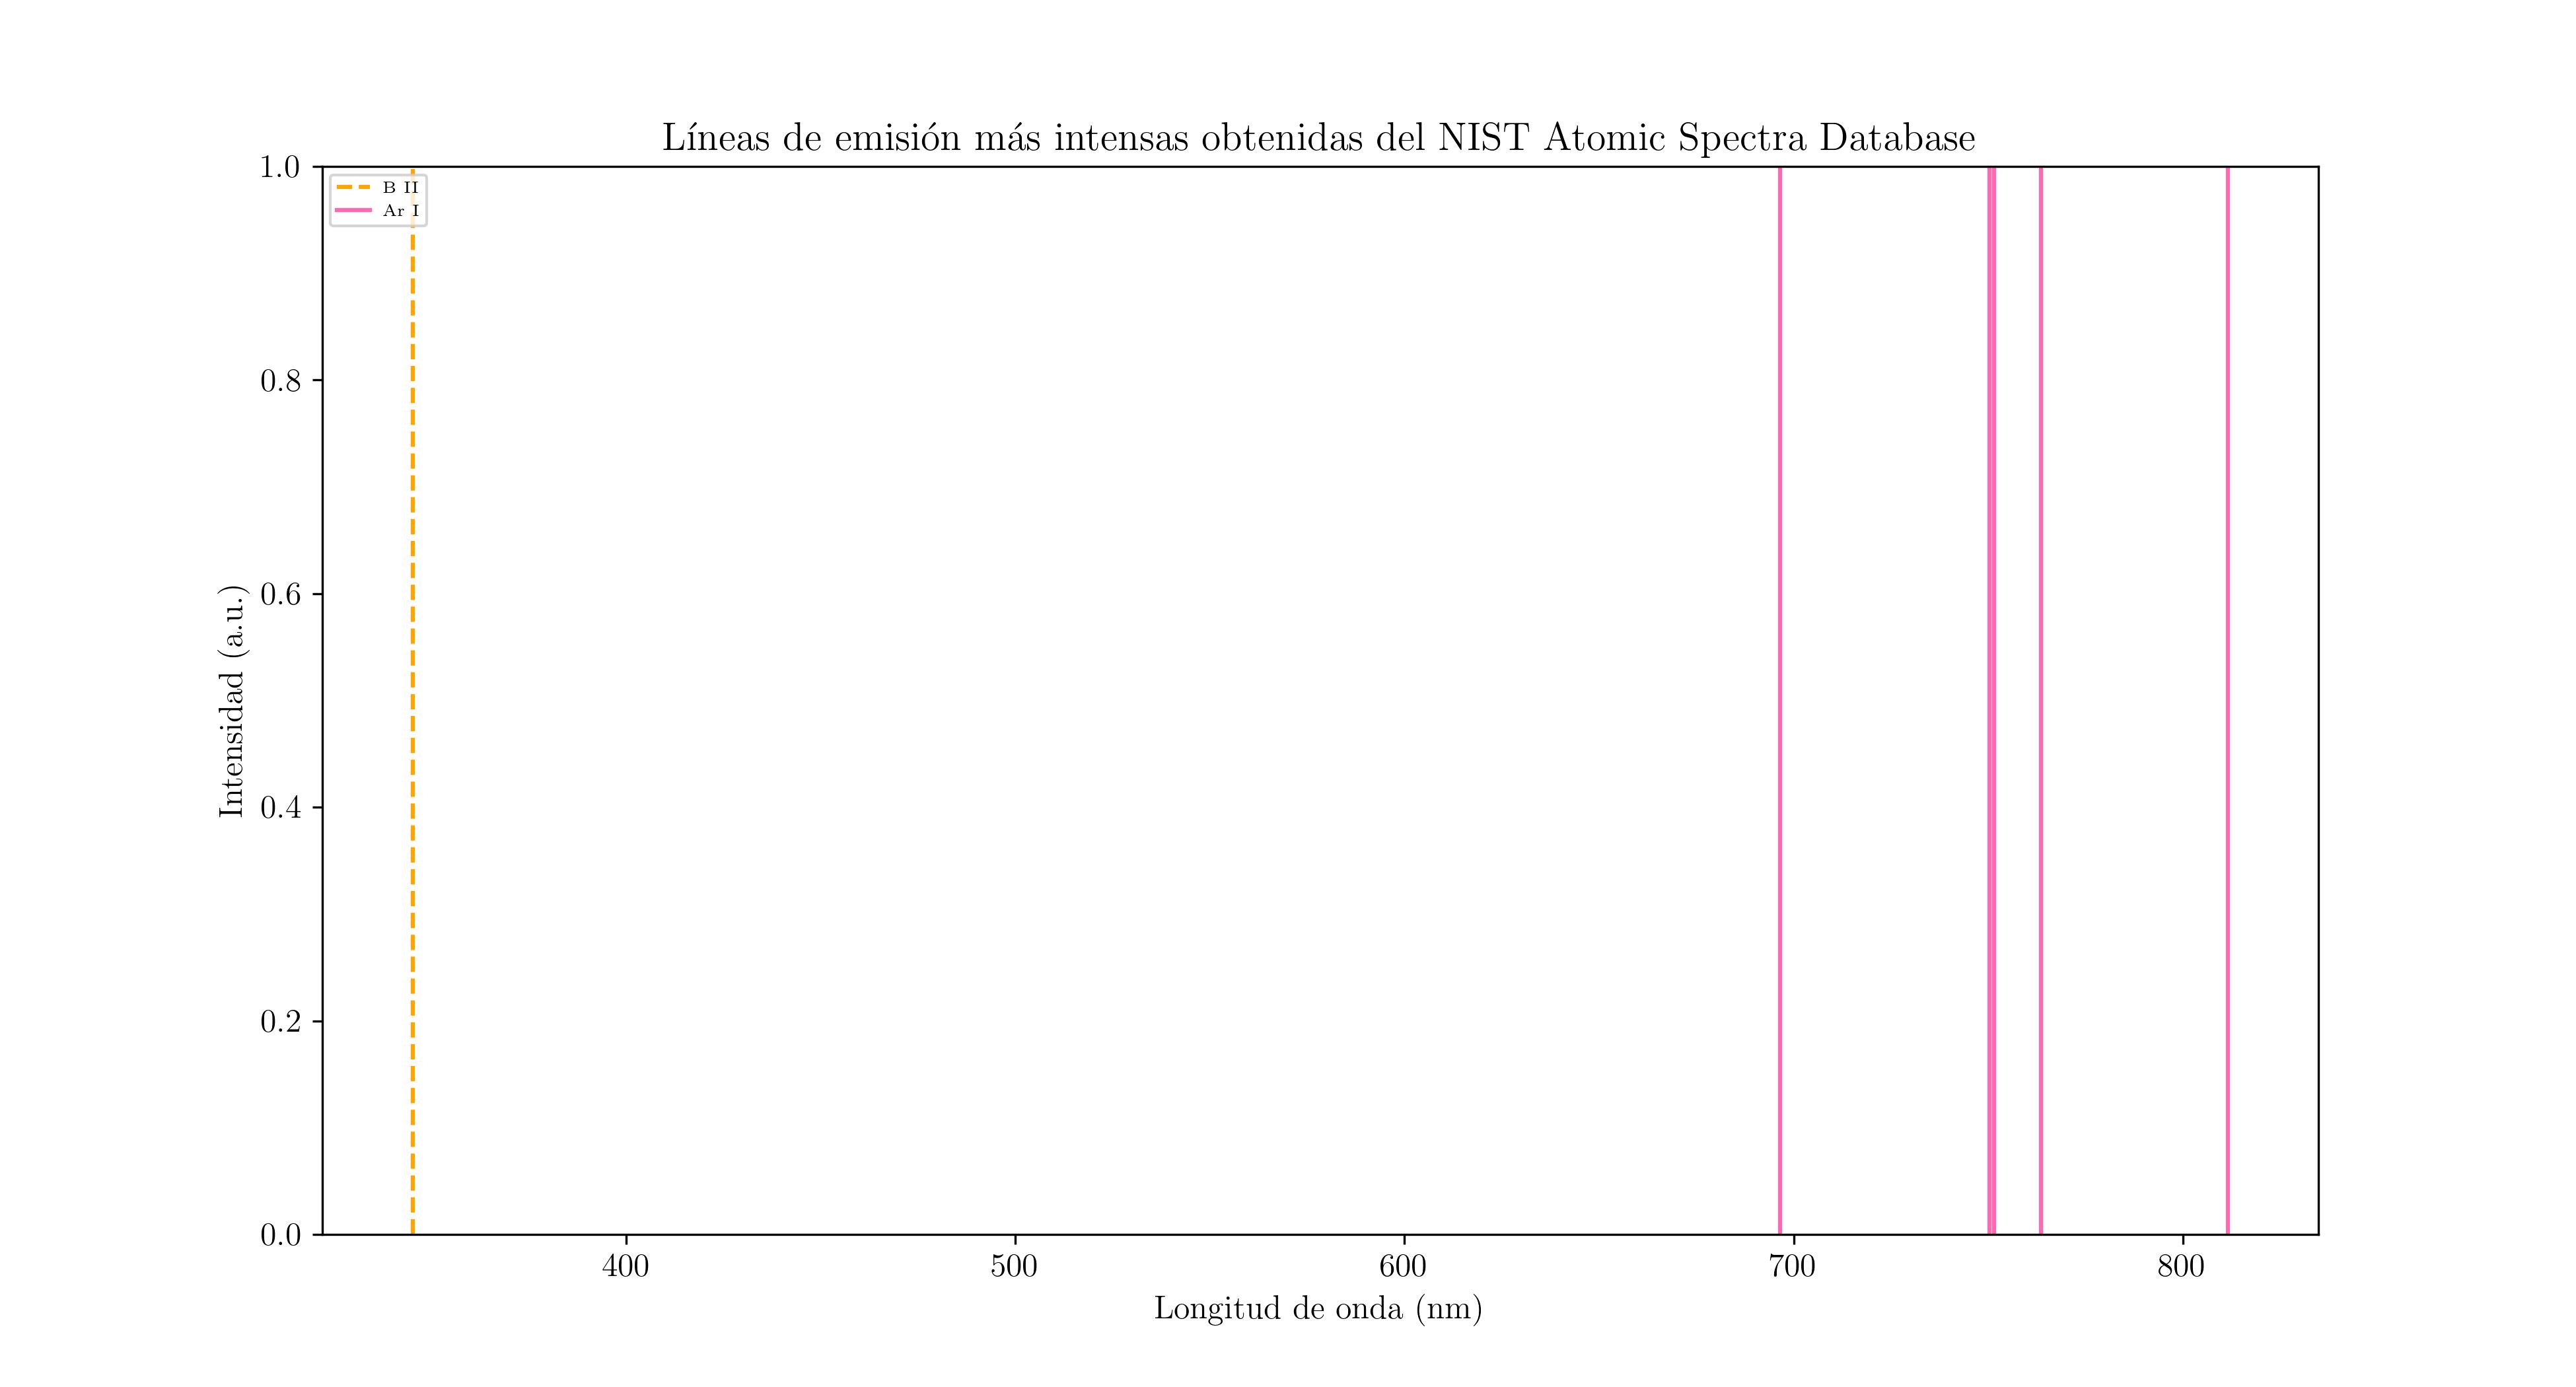 Líneas de emisión más intensas obtenidas del NIST Atomic Spectra Database
B II
Ar I
1.0
0.8
0.6
0.4
0.2
0.0
Intensidad (a.u.)
400 500 600 700 800
Longitud de onda (nm)